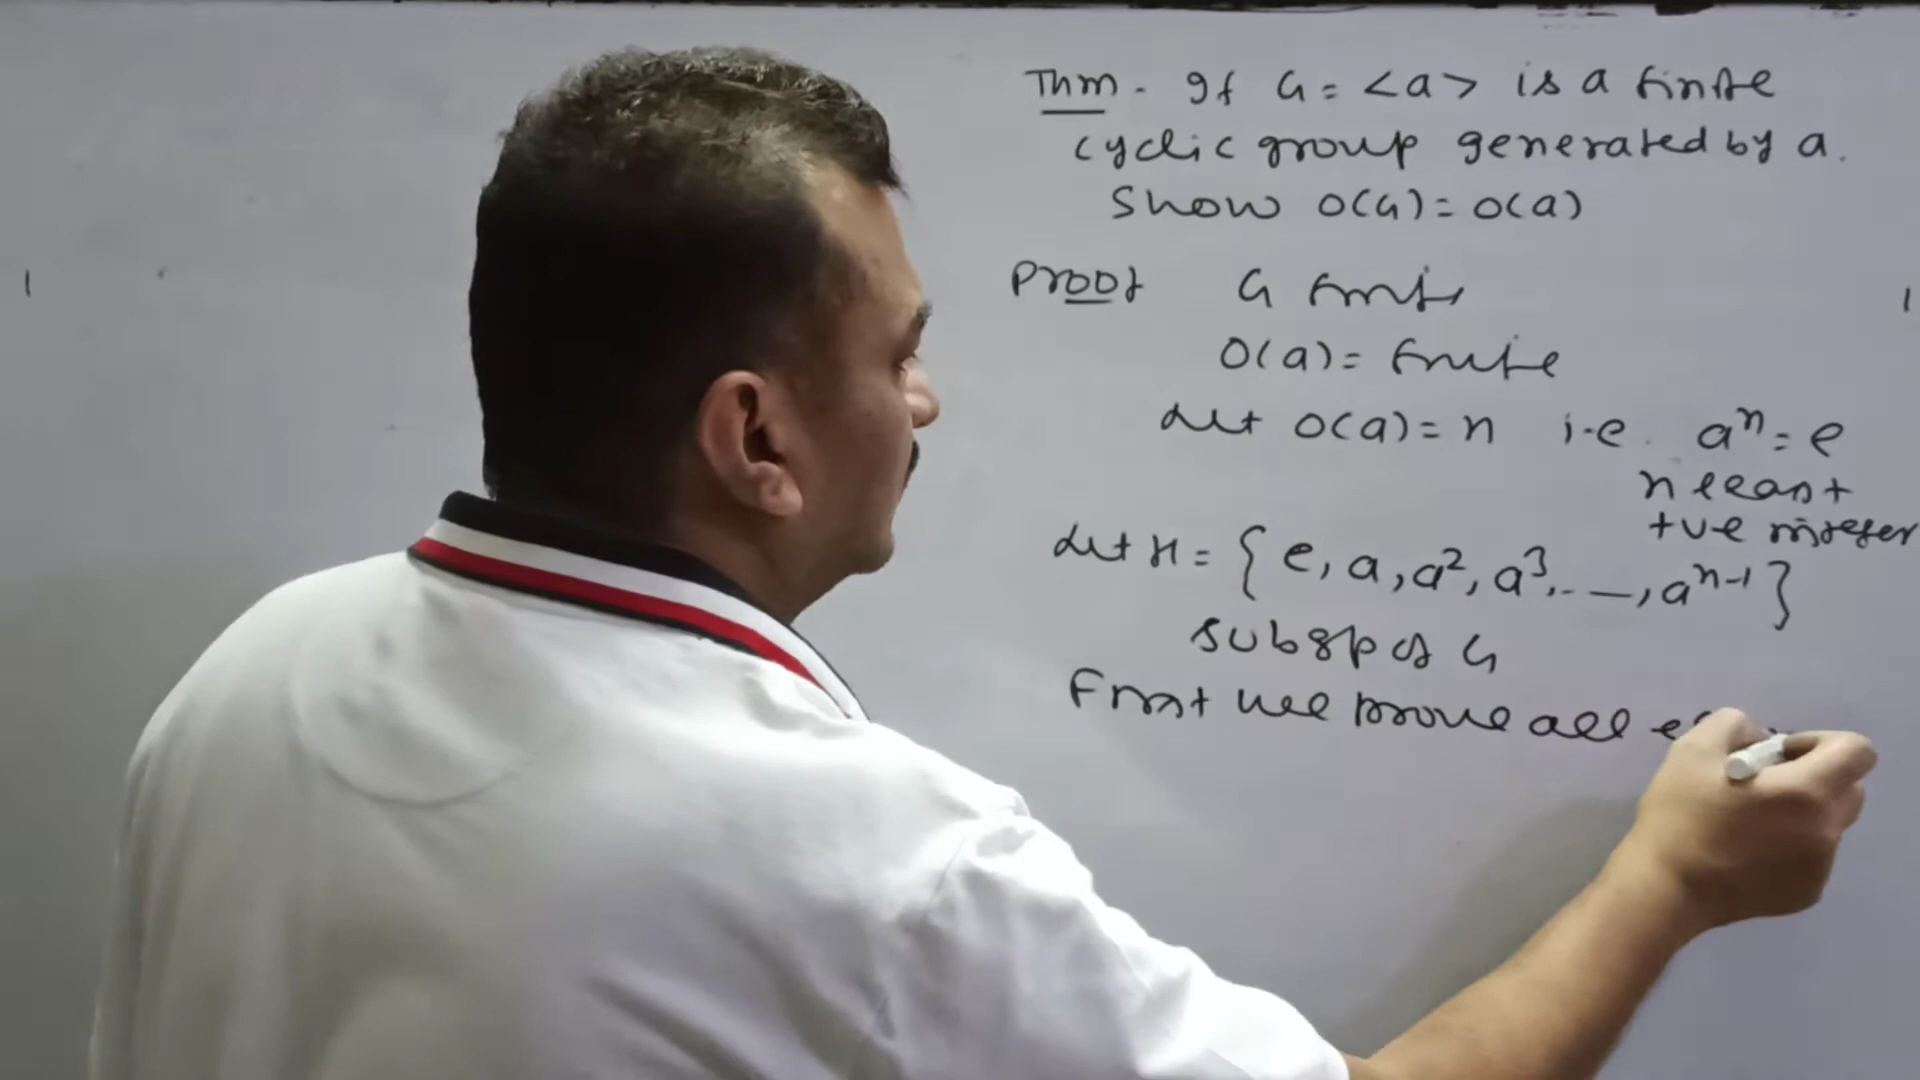 Thm. If G = <a> is a finite
cyclic group generated by a.
Show O(G) = O(a)
Proof G finite
O(a) = finite
Let O(a) = n i.e. a^n = e
n least
+ve integer
Let H = { e, a, a², a³, . . —, a^{n-1} }
subgp of G
First we prove all